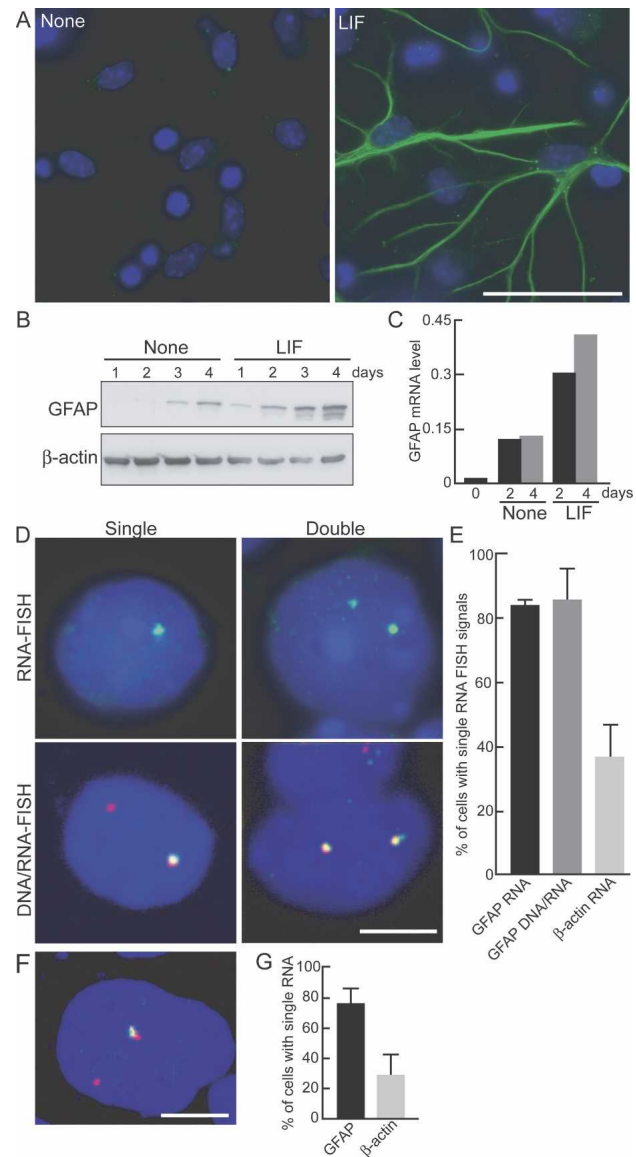 A
None
LIF
B
None LIF
1 2 3 4 1 2 3 4 days
GFAP
β-actin
C
GFAP mRNA level
0.45
0.3
0.15
0
0 2 4 2 4 days
None LIF
D
Single Double
RNA-FISH
DNA/RNA-FISH
E
% of cells with single RNA FISH signals
100
80
60
40
20
0
GFAP RNA
GFAP DNA/RNA
β-actin RNA
F
G
% of cells with single RNA
100
80
60
40
20
0
GFAP
β-actin